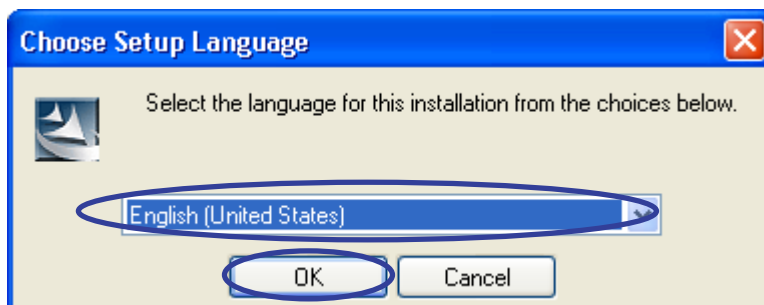 Choose Setup Language
Select the language for this installation from the choices below.
English (United States)
OK Cancel